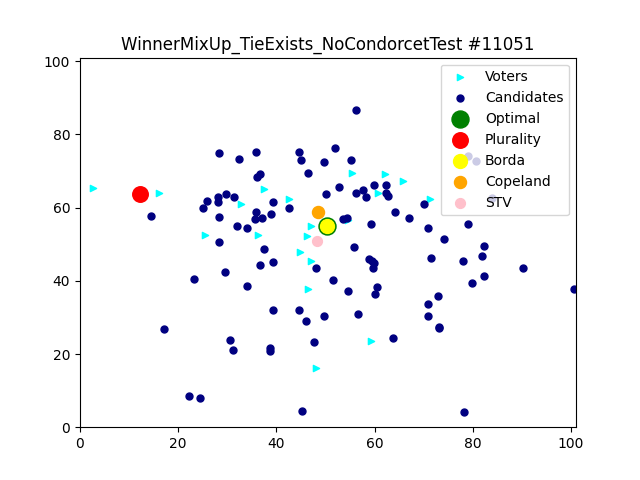 WinnerMixUp_TieExists_NoCondorcetTest #11051
100
80
60
40
20
0
0 20 40 60 80 100
Voters
Candidates
Optimal
Plurality
Borda
Copeland
STV